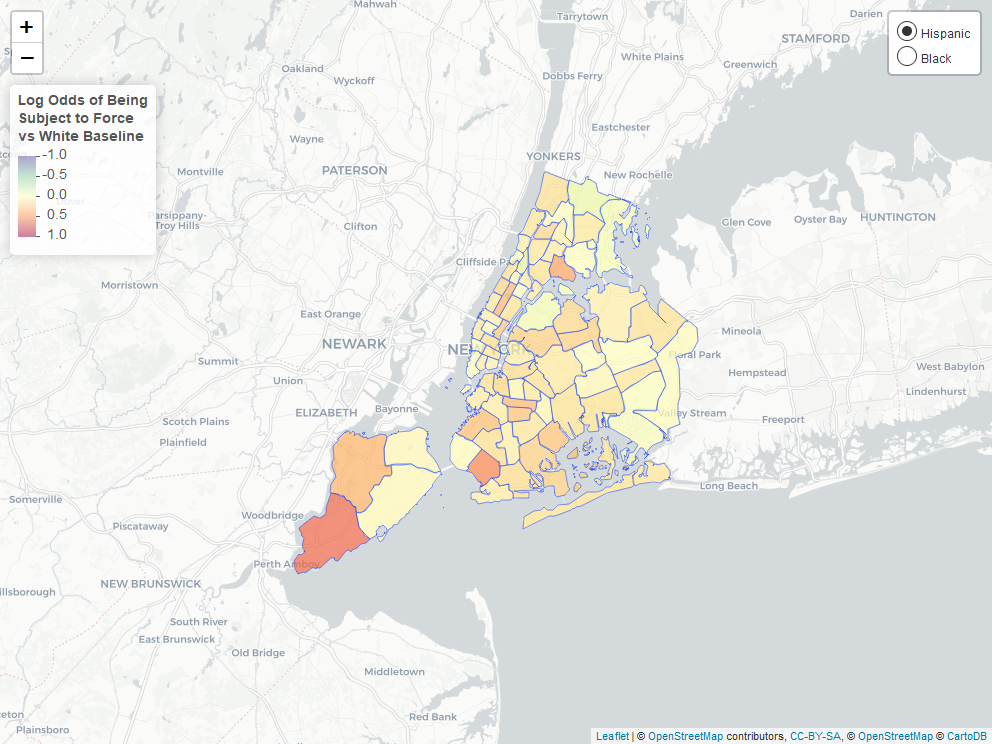 +
−
Hispanic
Black
Log Odds of Being
Subject to Force
vs White Baseline
-1.0
-0.5
0.0
0.5
1.0
Mahwah
Tarrytown
Darien
STAMFORD
White Plains
Greenwich
Oakland
Wyckoff
Dobbs Ferry
Eastchester
Wayne
YONKERS
PATERSON
Montville
New Rochelle
Dover
Parsippany-
Troy Hills
Clifton
Glen Cove
Oyster Bay
HUNTINGTON
Cliffside Park
Morristown
East Orange
Mineola
NEWARK
NEW YORK
Floral Park
Summit
Hempstead
West Babylon
Union
Lindenhurst
ELIZABETH
Bayonne
Scotch Plains
Valley Stream
Freeport
Plainfield
Long Beach
Somerville
Woodbridge
Piscataway
Perth Amboy
NEW BRUNSWICK
illsborough
South River
East Brunswick
Old Bridge
Middletown
Red Bank
ceton
Plainsboro
Leaflet | © OpenStreetMap contributors, CC-BY-SA, © OpenStreetMap © CartoDB